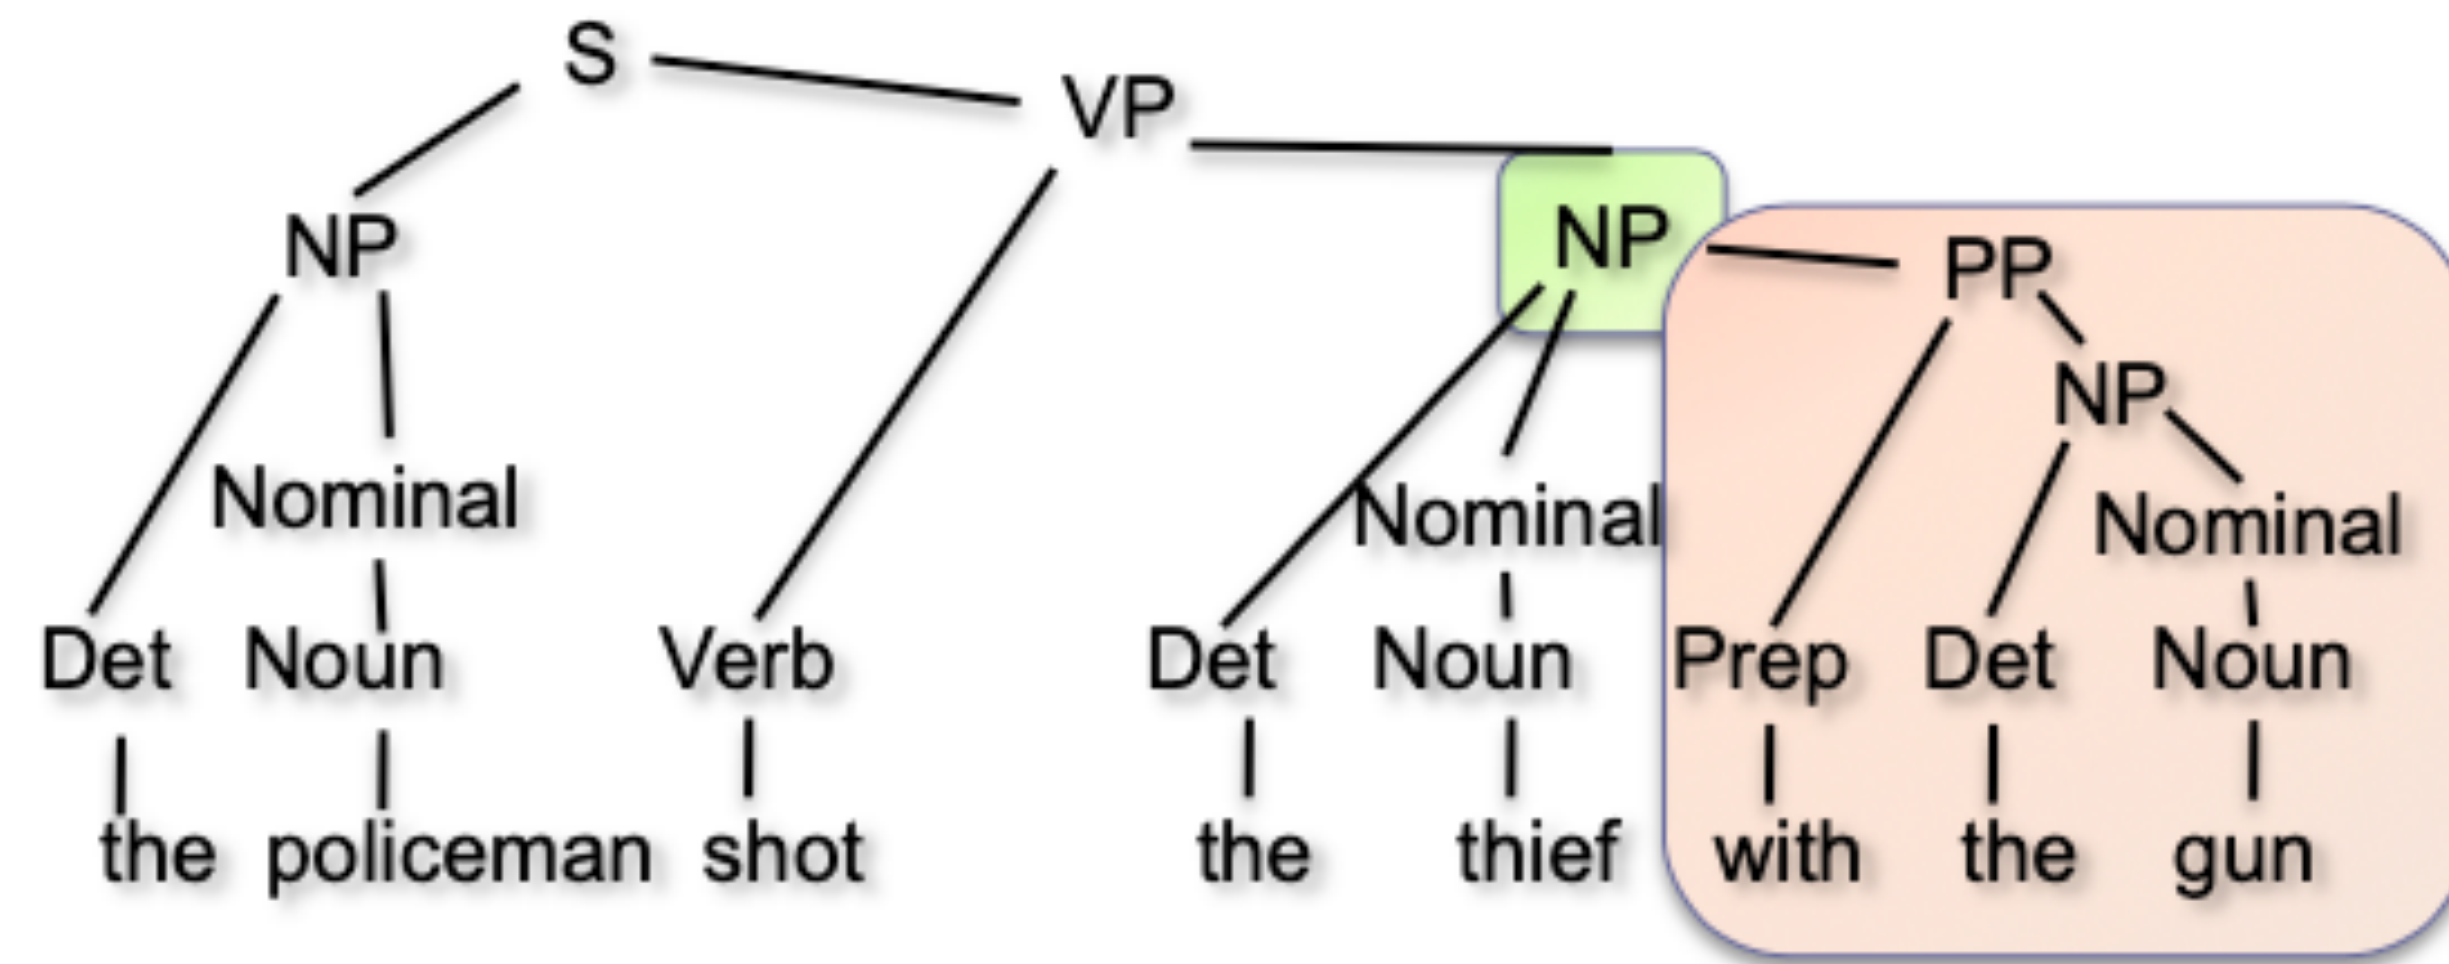 S
VP
NP
NP
PP
NP
Nominal
Nominal
Nominal
Det Noun Verb Det Noun Prep Det Noun
the policeman shot the thief with the gun